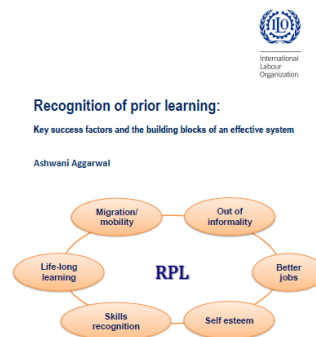 International
Labour
Organization
Recognition of prior learning:
Key success factors and the building blocks of an effective system
Ashwani Aggarwal
Migration/
mobility
Out of
informality
Life-long
learning
RPL
Better
jobs
Skills
recognition
Self esteem